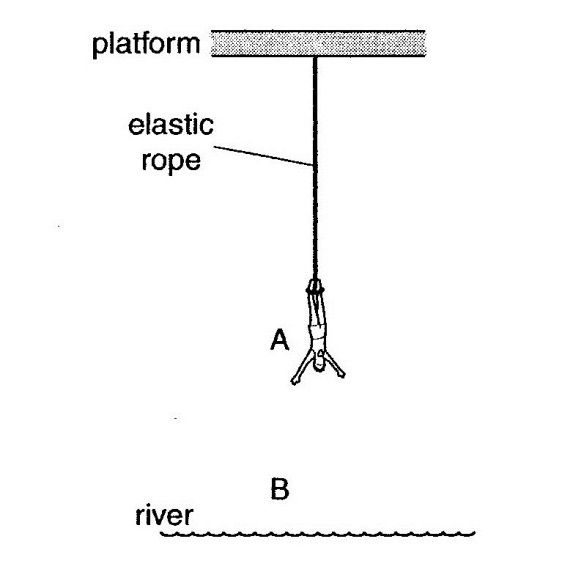 platform
elastic
rope
A
B
river